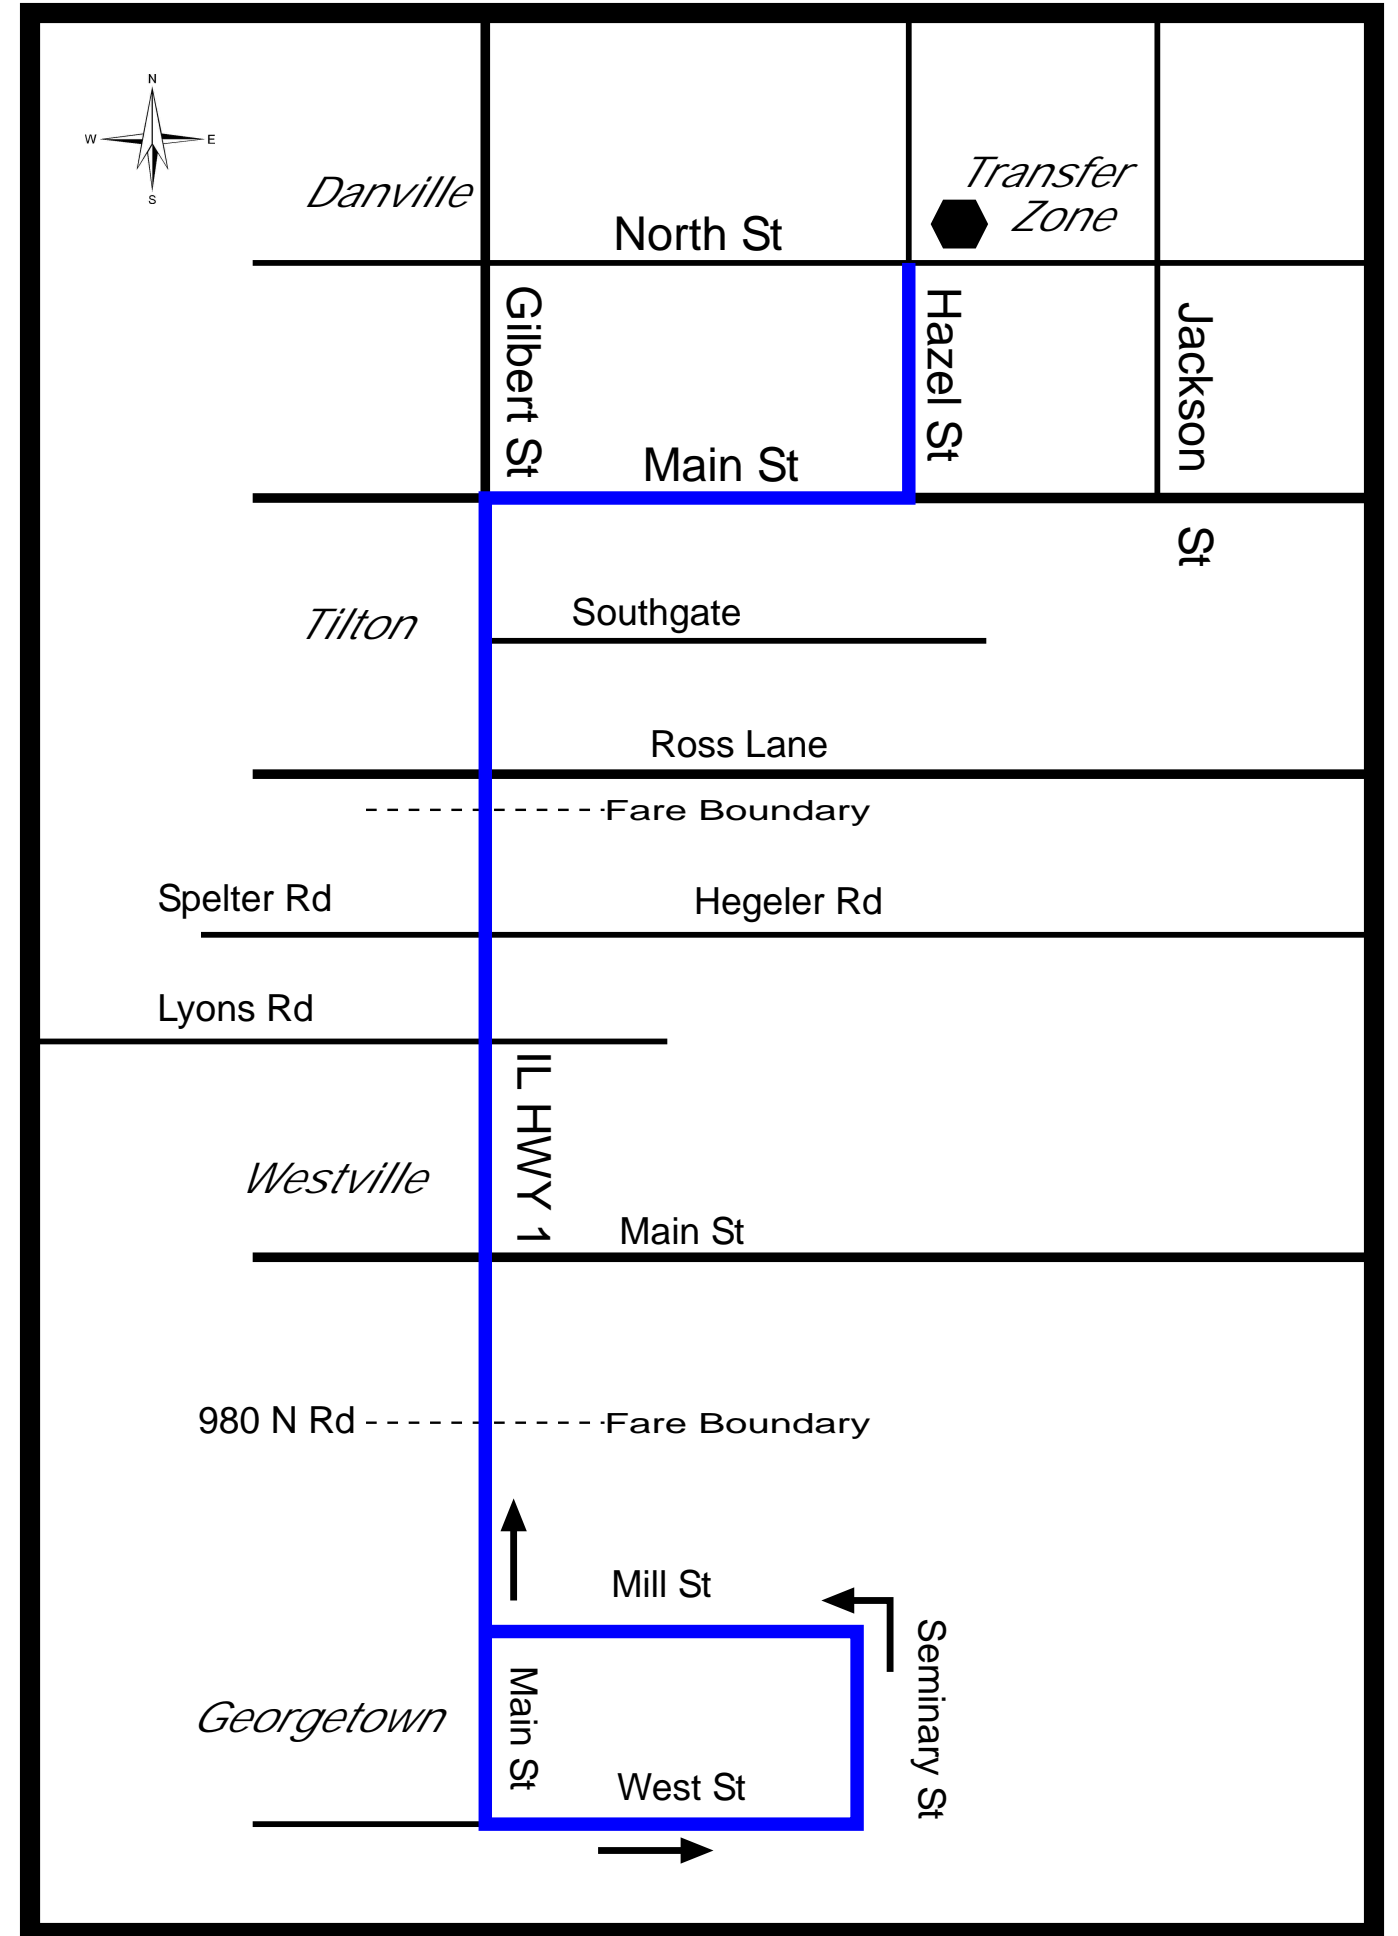 N
W E
S
Danville
Transfer
Zone
North St
Gilbert St
Hazel St
Jackson St
Main St
Tilton
Southgate
Ross Lane
Fare Boundary
Spelter Rd
Hegeler Rd
Lyons Rd
IL HWY 1
Westville
Main St
980 N Rd
Fare Boundary
Mill St
Seminary St
Main St
Georgetown
West St